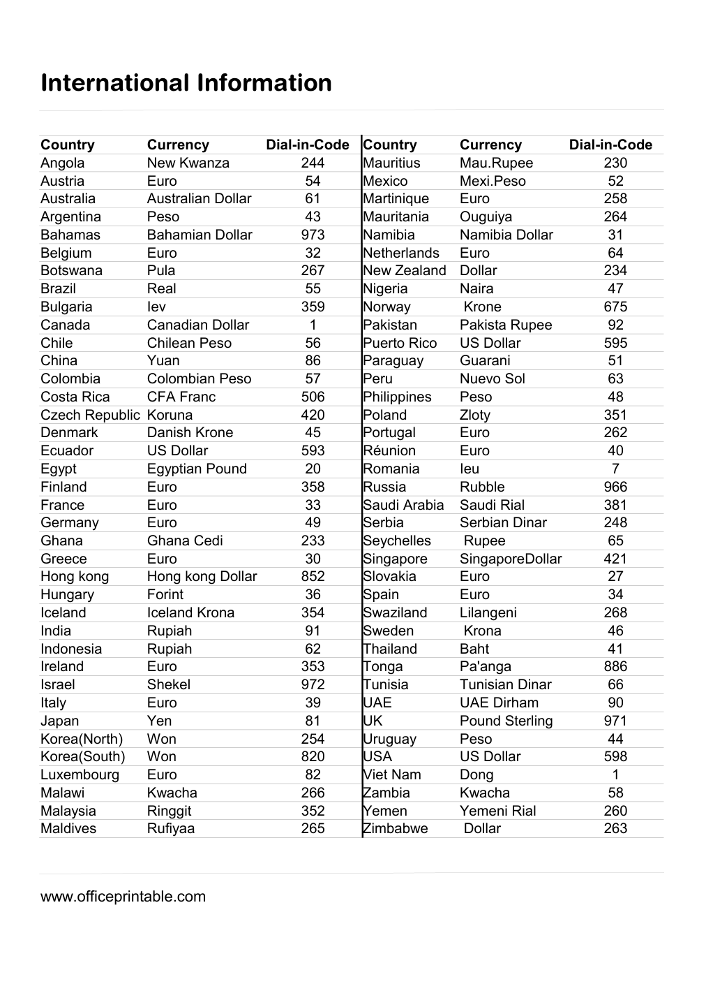 International Information
Country Currency Dial-in-Code Country Currency Dial-in-Code
Angola New Kwanza 244 Mauritius Mau.Rupee 230
Austria Euro 54 Mexico Mexi.Peso 52
Australia Australian Dollar 61 Martinique Euro 258
Argentina Peso 43 Mauritania Ouguiya 264
Bahamas Bahamian Dollar 973 Namibia Namibia Dollar 31
Belgium Euro 32 Netherlands Euro 64
Botswana Pula 267 New Zealand Dollar 234
Brazil Real 55 Nigeria Naira 47
Bulgaria Iev 359 Norway Krone 675
Canada Canadian Dollar 1 Pakistan Pakista Rupee 92
Chile Chilean Peso 56 Puerto Rico US Dollar 595
China Yuan 86 Paraguay Guarani 51
Colombia Colombian Peso 57 Peru Nuevo Sol 63
Costa Rica CFA Franc 506 Philippines Peso 48
Czech Republic Koruna 420 Poland Zloty 351
Denmark Danish Krone 45 Portugal Euro 262
Ecuador US Dollar 593 Réunion Euro 40
Egypt Egyptian Pound 20 Romania Ieu 7
Finland Euro 358 Russia Rubble 966
France Euro 33 Saudi Arabia Saudi Rial 381
Germany Euro 49 Serbia Serbian Dinar 248
Ghana Ghana Cedi 233 Seychelles Rupee 65
Greece Euro 30 Singapore SingaporeDollar 421
Hong kong Hong kong Dollar 852 Slovakia Euro 27
Hungary Forint 36 Spain Euro 34
Iceland Iceland Krona 354 Swaziland Lilangeni 268
India Rupiah 91 Sweden Krona 46
Indonesia Rupiah 62 Thailand Baht 41
Ireland Euro 353 Tonga Pa'anga 886
Israel Shekel 972 Tunisia Tunisian Dinar 66
Italy Euro 39 UAE UAE Dirham 90
Japan Yen 81 UK Pound Sterling 971
Korea(North) Won 254 Uruguay Peso 44
Korea(South) Won 820 USA US Dollar 598
Luxembourg Euro 82 Viet Nam Dong 1
Malawi Kwacha 266 Zambia Kwacha 58
Malaysia Ringgit 352 Yemen Yemeni Rial 260
Maldives Rufiyaa 265 Zimbabwe Dollar 263
www.officeprintable.com